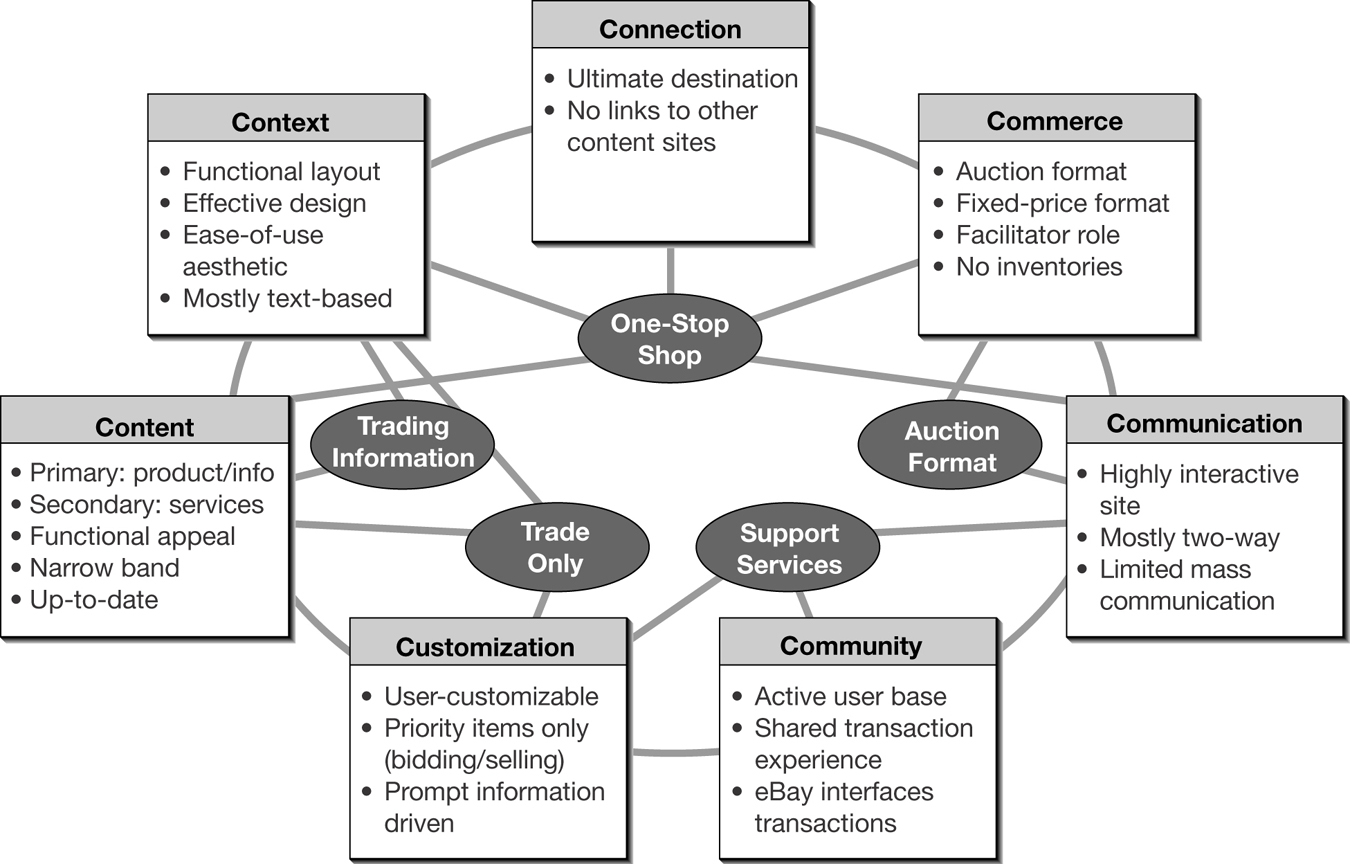 Connection
• Ultimate destination
• No links to other
content sites
Context
• Functional layout
• Effective design
• Ease-of-use
aesthetic
• Mostly text-based
Commerce
• Auction format
• Fixed-price format
• Facilitator role
• No inventories
One-Stop
Shop
Content
• Primary: product/info
• Secondary: services
• Functional appeal
• Narrow band
• Up-to-date
Trading
Information
Auction
Format
Communication
• Highly interactive
site
• Mostly two-way
• Limited mass
communication
Trade
Only
Support
Services
Customization
• User-customizable
• Priority items only
(bidding/selling)
• Prompt information
driven
Community
• Active user base
• Shared transaction
experience
• eBay interfaces
transactions